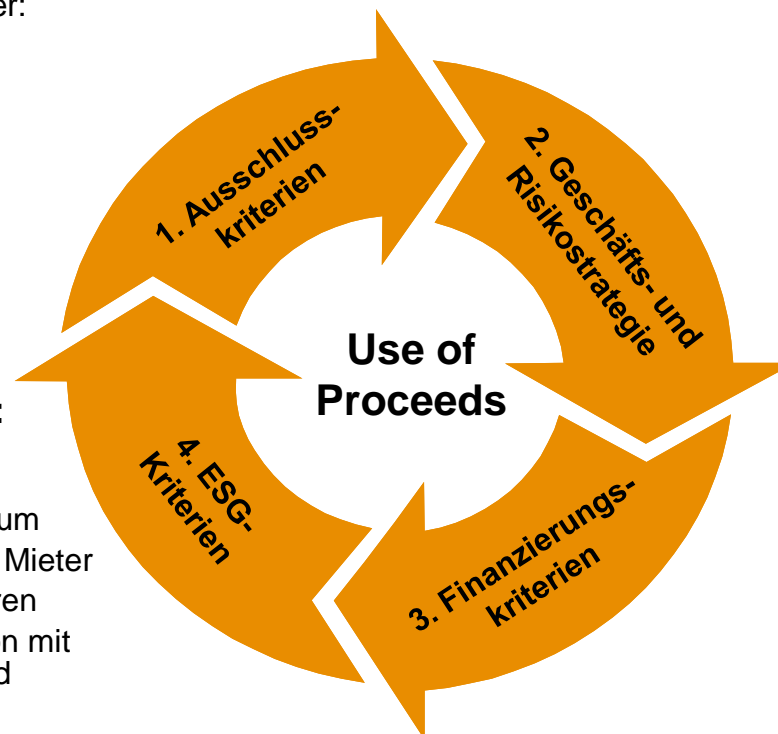 er:
1. Ausschluss-
kriterien
2. Geschäfts- und
Risikostrategie
Use of
Proceeds
3. Finanzierungs-
kriterien
4. ESG-
Kriterien
:
um
Mieter
ren
n mit
d